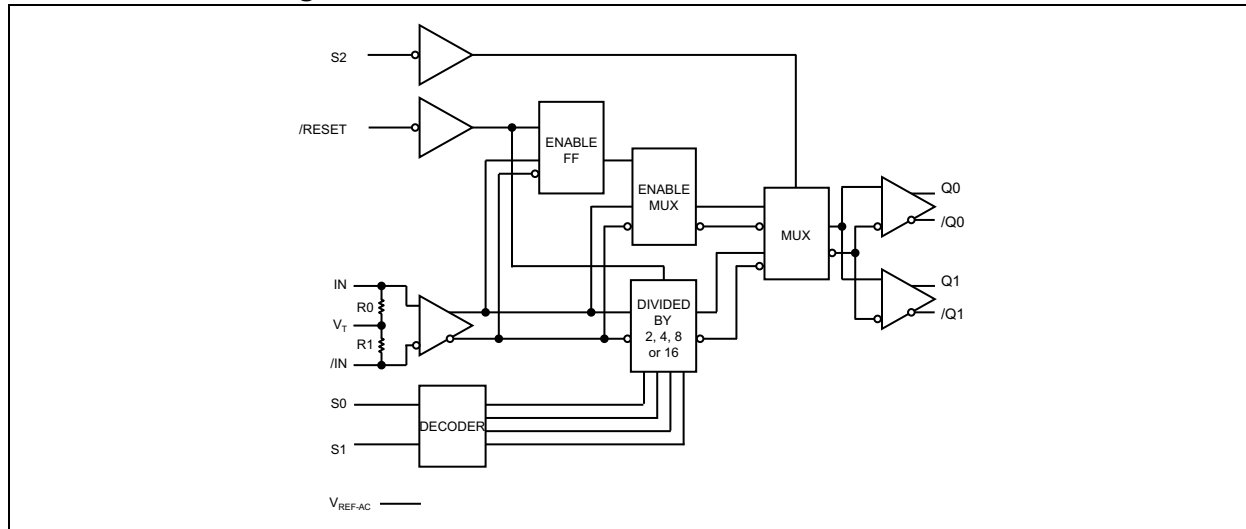 S2
/RESET
ENABLE
FF
ENABLE
MUX
MUX
Q0
/Q0
Q1
/Q1
IN
R0
VT
R1
/IN
DIVIDED
BY
2, 4, 8
or 16
S0
DECODER
S1
VREF-AC